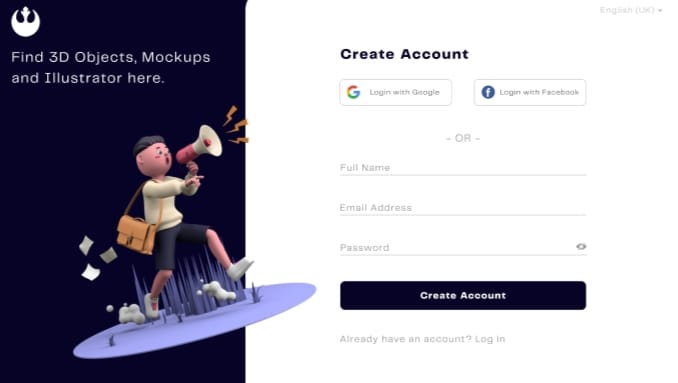 English (UK)
Find 3D Objects, Mockups
and Illustrator here.
Create Account
Login with Google
Login with Facebook
- OR -
Full Name
Email Address
Password
Create Account
Already have an account? Log in